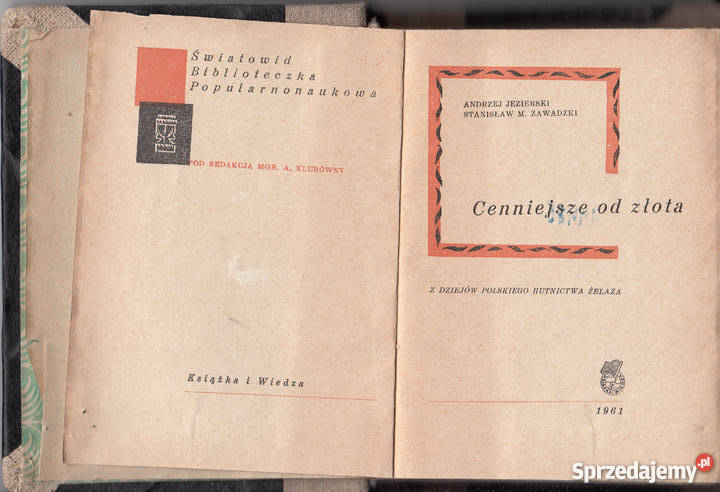 Światowid
Biblioteczka
Popularnonaukowa
POD REDAKCJĄ MGR. A. KLUBÓWNY
Książka i Wiedza
ANDRZEJ JEZIERSKI
STANISŁAW M. ZAWADZKI
Cenniejsze od złota
Z DZIEJÓW POLSKIEGO HUTNICTWA ŻELAZA
1961
Sprzedajemy.pl